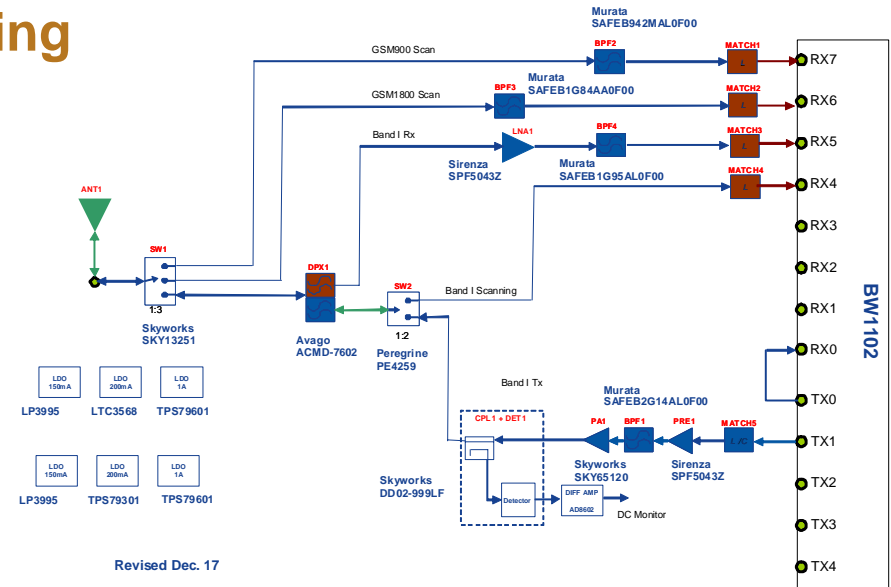 ing
Murata
SAFEB942MAL0F00
GSM900 Scan
BPF2
MATCH1
L
RX7
Murata
SAFEB1G84AA0F00
GSM1800 Scan
BPF3
MATCH2
L
RX6
Band I Rx
LNA1
BPF4
MATCH3
L
RX5
Sirenza
SPF5043Z
Murata
SAFEB1G95AL0F00
MATCH4
L
RX4
ANT1
RX3
SW1
DPX1
SW2
Band I Scanning
RX2
1:3
Skyworks
SKY13251
Avago
ACMD-7602
1:2
Peregrine
PE4259
RX1
BW1102
RX0
LDO
150mA
LP3995
LDO
200mA
LTC3568
LDO
1A
TPS79601
Band I Tx
Murata
SAFEB2G14AL0F00
TX0
CPL1 + DET1
PA1
BPF1
PRE1
MATCH5
L/C
TX1
Skyworks
SKY65120
Sirenza
SPF5043Z
LDO
150mA
LP3995
LDO
200mA
TPS79301
LDO
1A
TPS79601
Skyworks
DD02-999LF
Detector
DIFF AMP
AD8602
DC Monitor
TX2
TX3
Revised Dec. 17
TX4